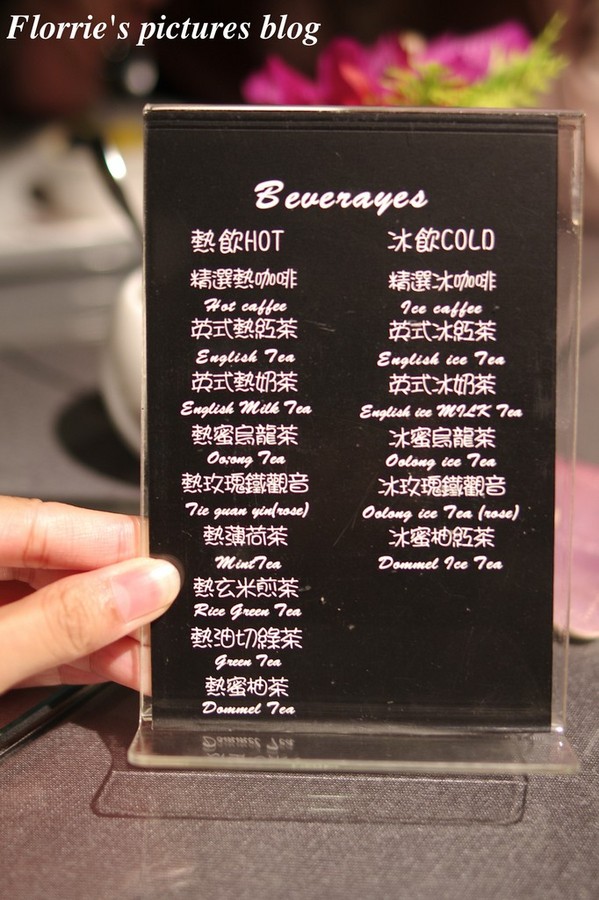 Florrie's pictures blog
Beverayes
熱飲HOT
精選熱咖啡
Hot caffee
英式熱紅茶
English Tea
英式熱奶茶
English Milk Tea
熱蜜烏龍茶
Oo;ong Tea
熱玫瑰鐵觀音
Tie guan yin(rose)
熱薄荷茶
MintTea
熱玄米煎茶
Rice Green Tea
熱油切綠茶
Green Tea
熱蜜柚茶
Dommel Tea
冰飲COLD
精選冰咖啡
Ice caffee
英式冰紅茶
English ice Tea
英式冰奶茶
English ice MILK Tea
冰蜜烏龍茶
Oolong ice Tea
冰玫瑰鐵觀音
Oolong ice Tea (rose)
冰蜜柚紅茶
Dommel Ice Tea